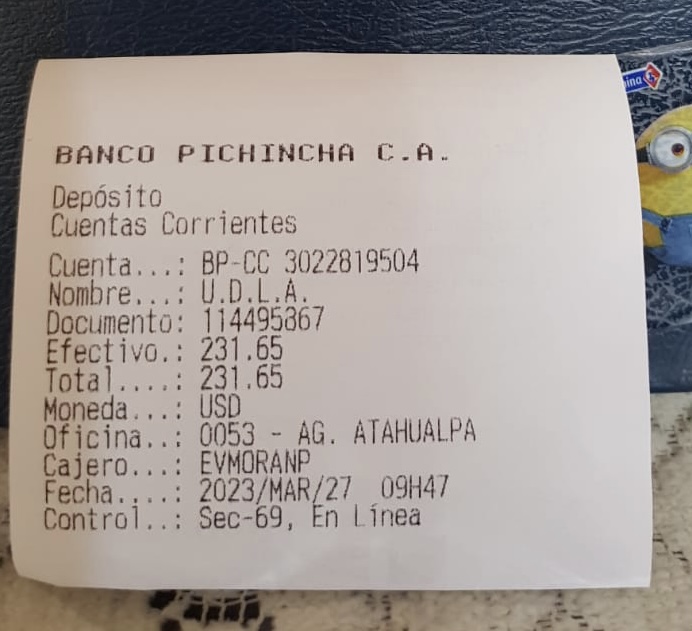 BANCO PICHINCHA C.A.
Depósito
Cuentas Corrientes
Cuenta...: BP-CC 3022819504
Nombre...: U.D.L.A.
Documento: 114495867
Efectivo.: 231.65
Total....: 231.65
Moneda...: USD
Oficina..: 0053 - AG. ATAHUALPA
Cajero...: EVMORANP
Fecha....: 2023/MAR/27 09H47
Control..: Sec-69, En Línea